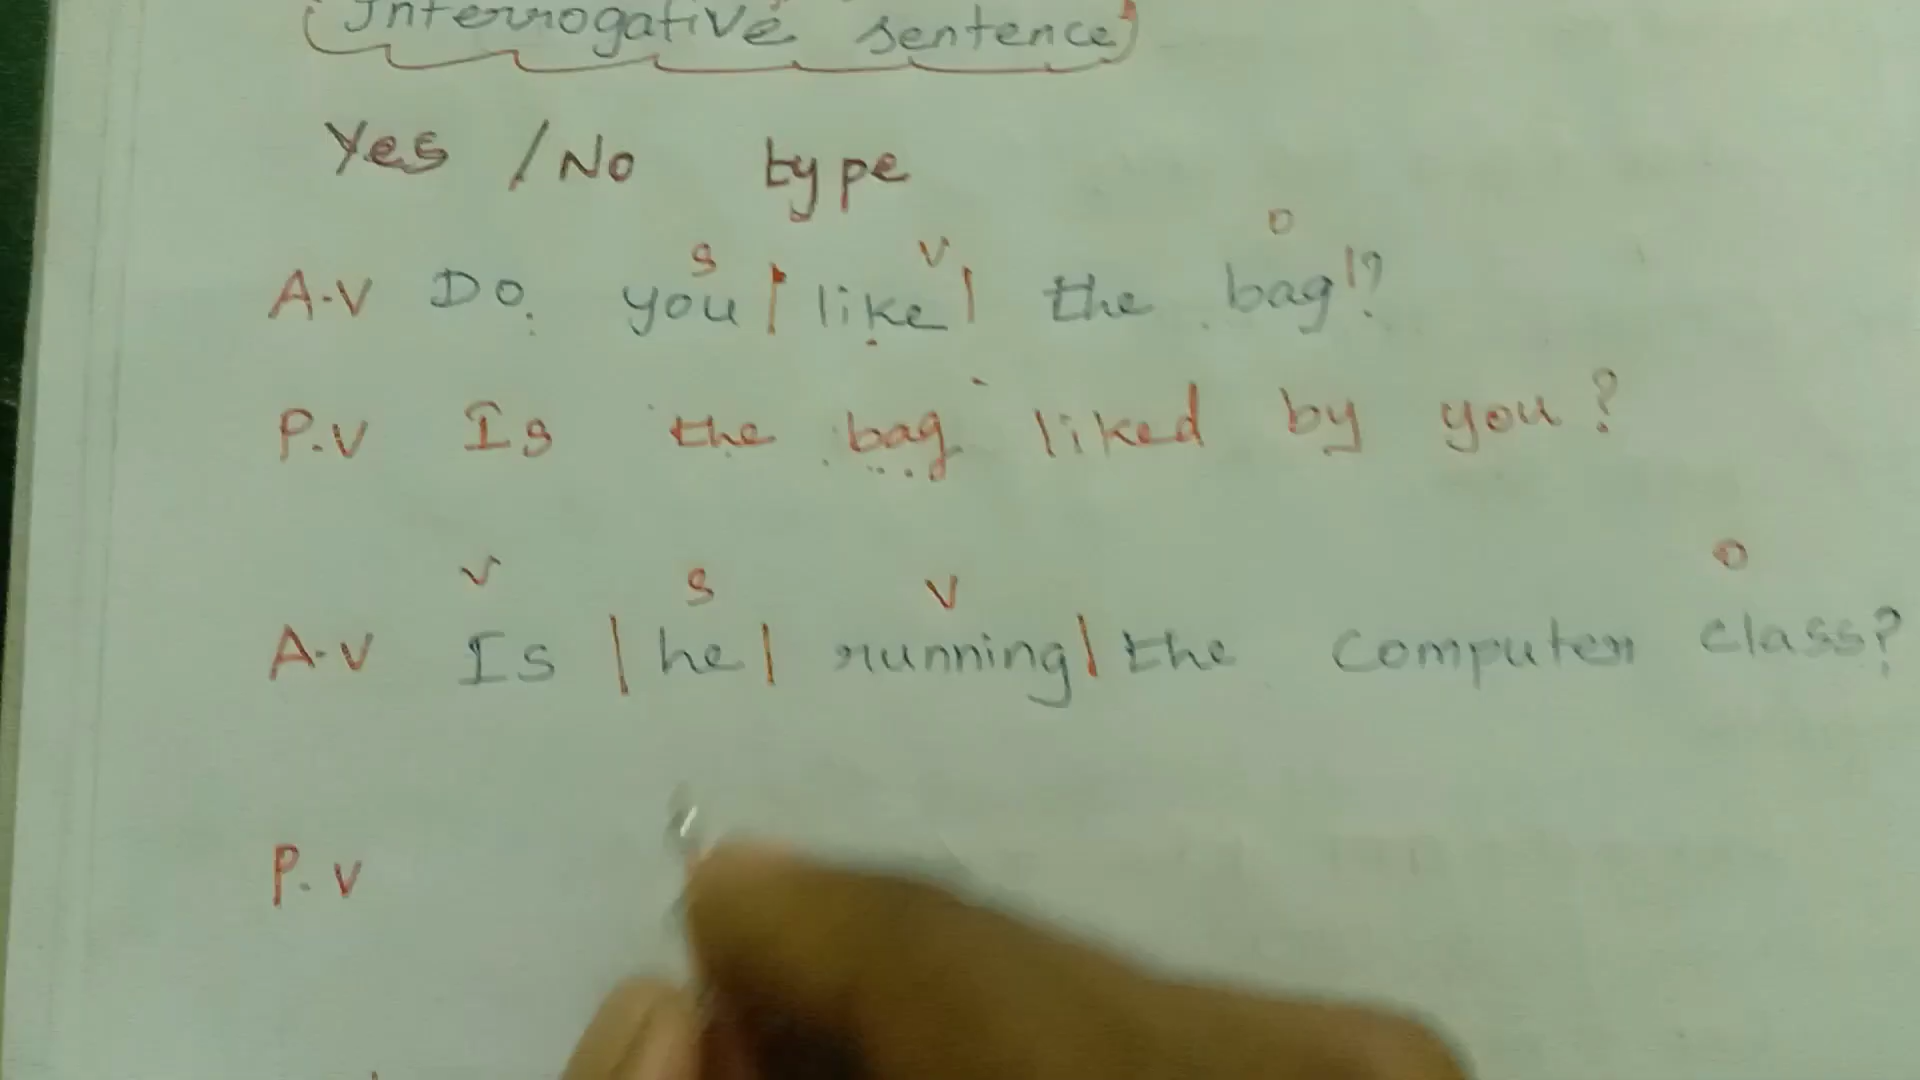 Interrogative sentence
Yes / No type
S V O
A.V Do you | like | the bag|?
P.V Is the bag liked by you ?
V S V O
A.V Is | he | running | the computer class?
P.V